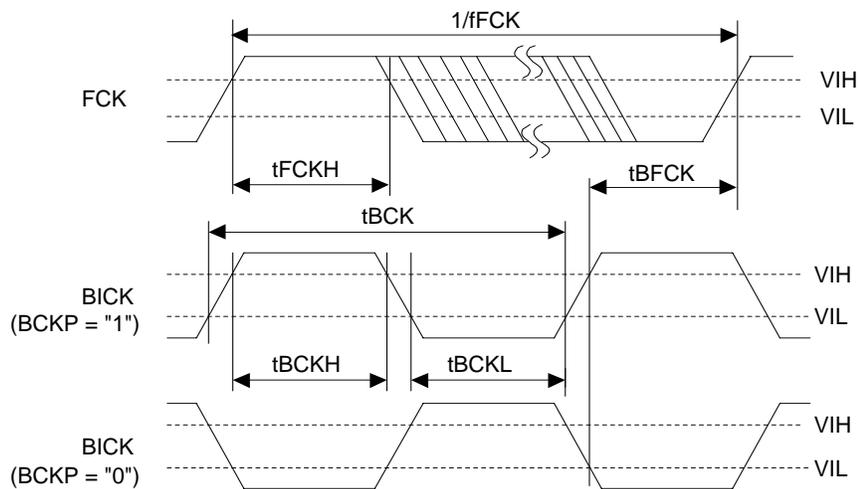 1/fFCK
FCK
VIH
VIL
tFCKH
tBFCK
tBCK
BICK
(BCKP = "1")
VIH
VIL
tBCKH
tBCKL
BICK
(BCKP = "0")
VIH
VIL